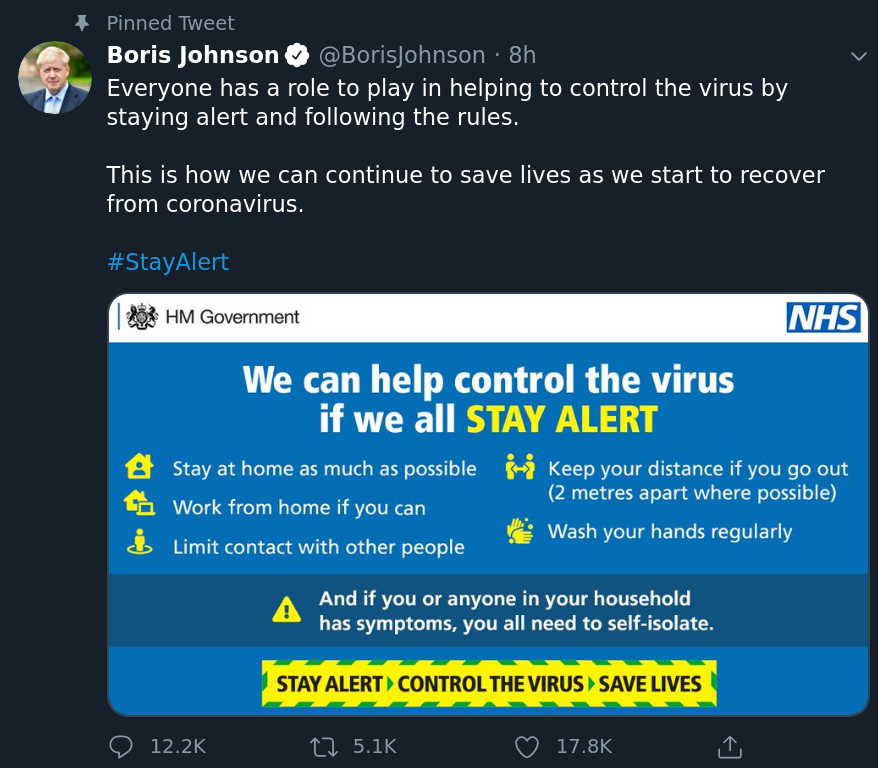 Pinned Tweet
Boris Johnson @BorisJohnson · 8h
Everyone has a role to play in helping to control the virus by
staying alert and following the rules.
This is how we can continue to save lives as we start to recover
from coronavirus.
#StayAlert
HM Government
NHS
We can help control the virus
if we all STAY ALERT
Stay at home as much as possible
Work from home if you can
Limit contact with other people
Keep your distance if you go out
(2 metres apart where possible)
Wash your hands regularly
And if you or anyone in your household
has symptoms, you all need to self-isolate.
STAY ALERT CONTROL THE VIRUS SAVE LIVES
12.2K 5.1K 17.8K